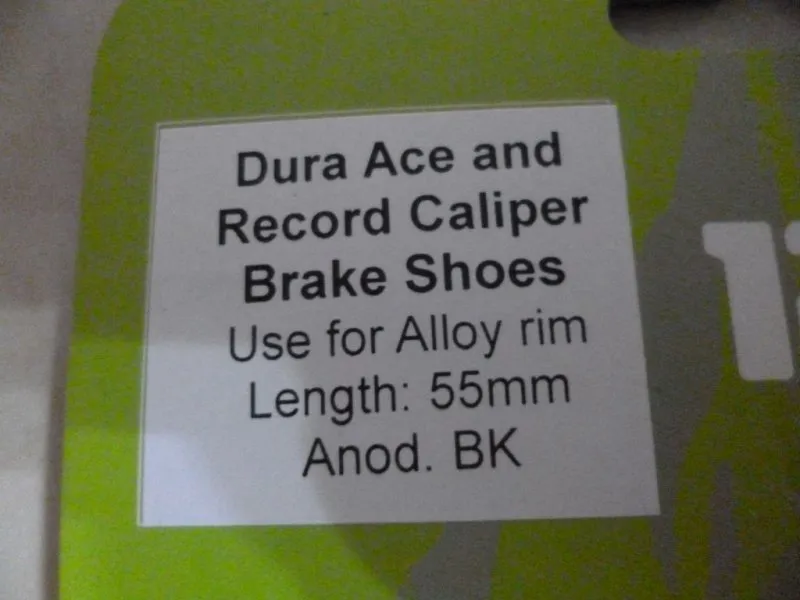 Dura Ace and
Record Caliper
Brake Shoes
Use for Alloy rim
Length: 55mm
Anod. BK